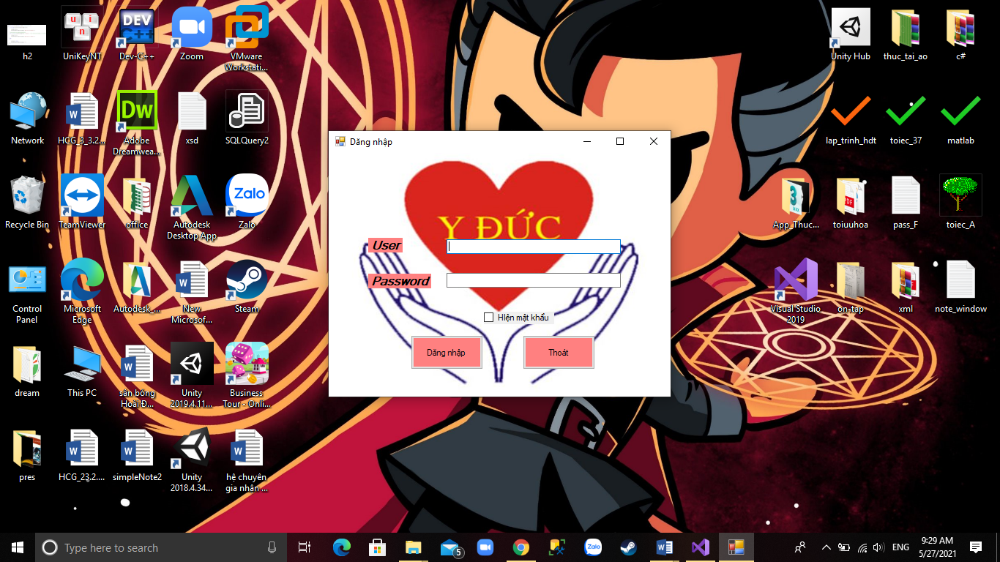 h2
UniKeyNT
Dev-C++
Zoom
VMware
Workstati...
Unity Hub
thuc_tai_ao
c#
Network
HCG_3_3.2...
Adobe
Dreamwea...
xsd
SQLQuery2
lap_trinh_hdt
toiec_37
matlab
Recycle Bin
TeamViewer
office
Autodesk
Desktop App
Zalo
App_Thuc...
toiuuhoa
pass_F
toiec_A
Control
Panel
Microsoft
Edge
Autodesk_...
New
Microsof...
Steam
Visual Studio
2019
on-tap
xml
note_window
dream
This PC
sân bóng
Hoài Đ...
Unity
2019.4.11...
Business
Tour - Onli...
pres
HCG_23.2....
simpleNote2
Unity
2018.4.34...
hệ chuyên
gia nhận ...
Đăng nhập
Y ĐỨC
User
Password
Hiện mật khẩu
Đăng nhập
Thoát
Type here to search
5
Zalo
ENG
9:29 AM
5/27/2021